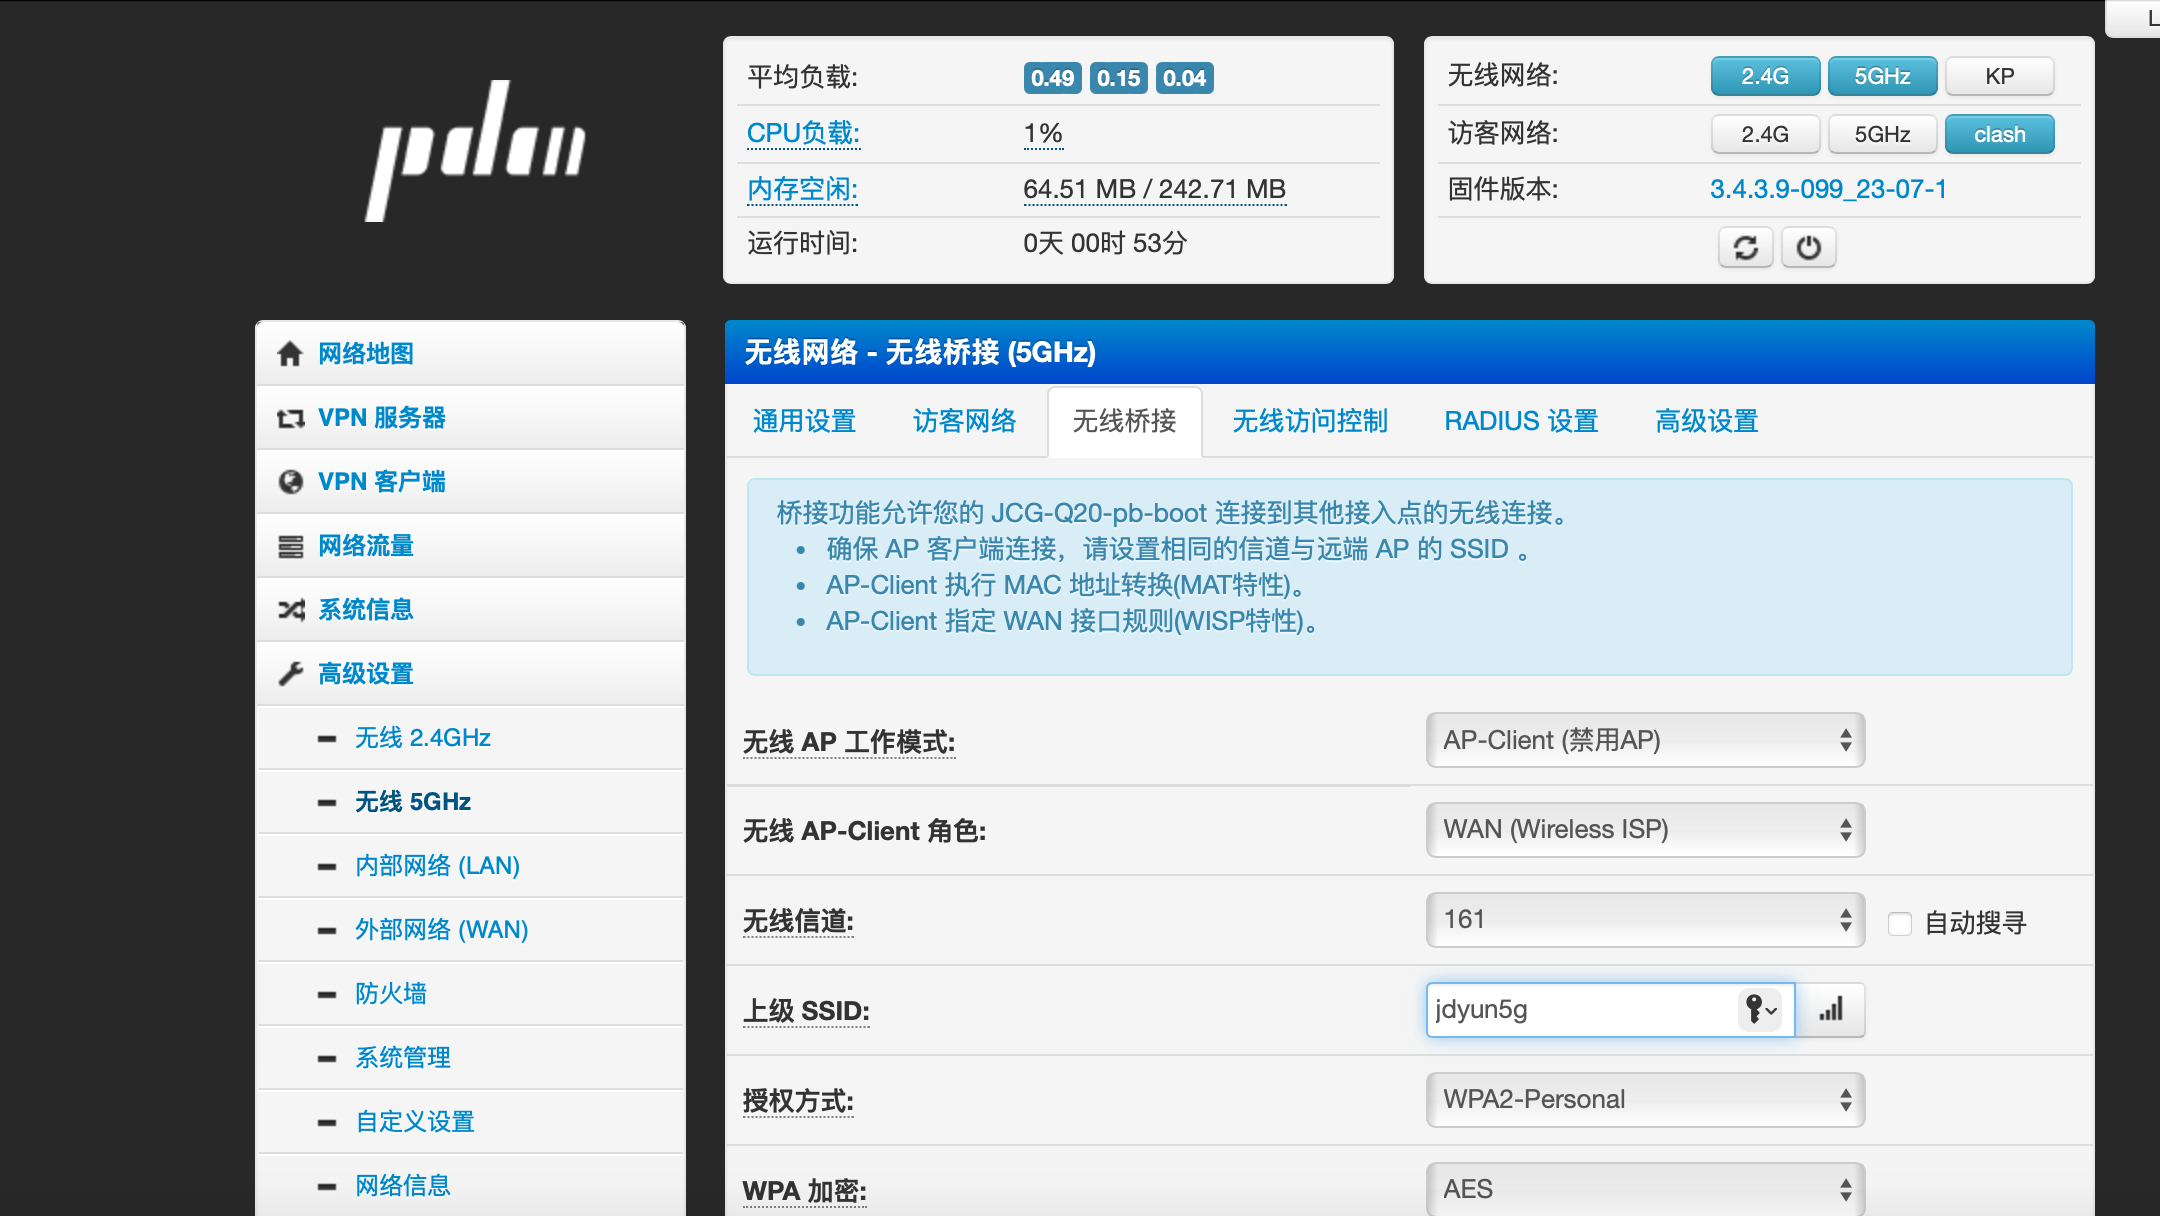 pdcn
L
平均负载: 0.49 0.15 0.04
CPU负载: 1%
内存空闲: 64.51 MB / 242.71 MB
运行时间: 0天 00时 53分
无线网络: 2.4G 5GHz KP
访客网络: 2.4G 5GHz clash
固件版本: 3.4.3.9-099_23-07-1
网络地图
VPN 服务器
VPN 客户端
网络流量
系统信息
高级设置
无线 2.4GHz
无线 5GHz
内部网络 (LAN)
外部网络 (WAN)
防火墙
系统管理
自定义设置
网络信息
无线网络 - 无线桥接 (5GHz)
通用设置 访客网络 无线桥接 无线访问控制 RADIUS 设置 高级设置
桥接功能允许您的 JCG-Q20-pb-boot 连接到其他接入点的无线连接。
• 确保 AP 客户端连接，请设置相同的信道与远端 AP 的 SSID 。
• AP-Client 执行 MAC 地址转换(MAT特性)。
• AP-Client 指定 WAN 接口规则(WISP特性)。
无线 AP 工作模式: AP-Client (禁用AP)
无线 AP-Client 角色: WAN (Wireless ISP)
无线信道: 161 自动搜寻
上级 SSID: jdyun5g
授权方式: WPA2-Personal
WPA 加密: AES